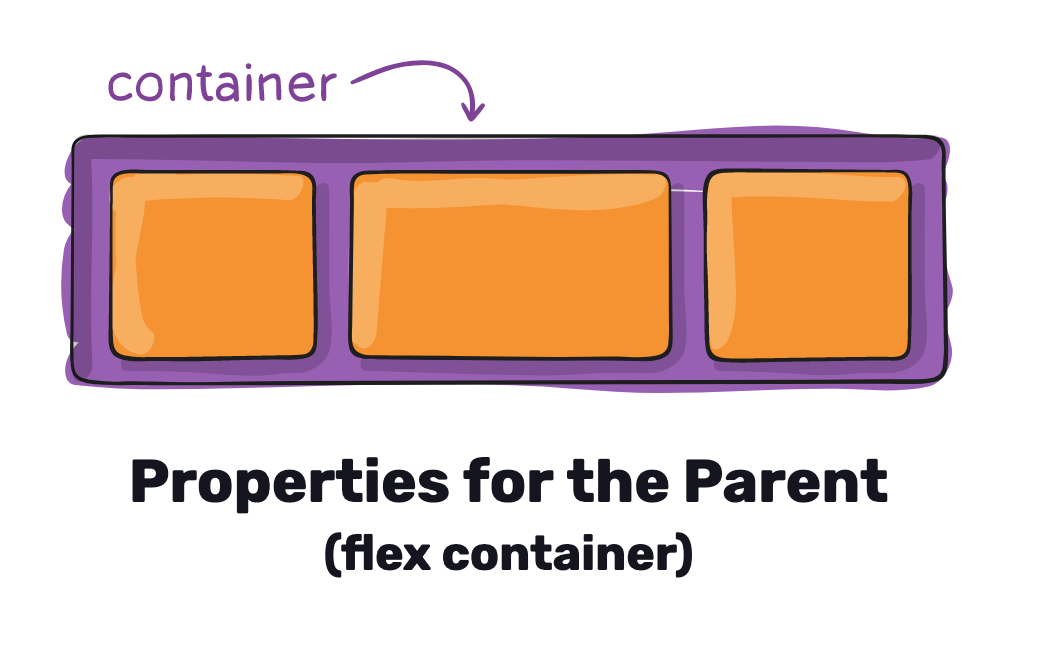 container
Properties for the Parent
(flex container)